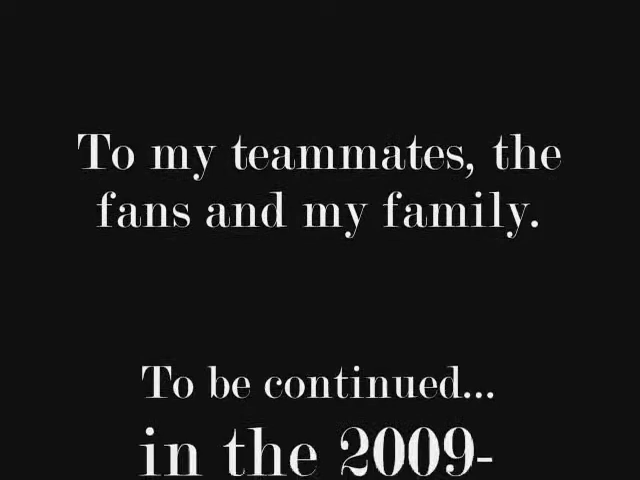 To my teammates, the
fans and my family.
To be continued...
in the 2009-